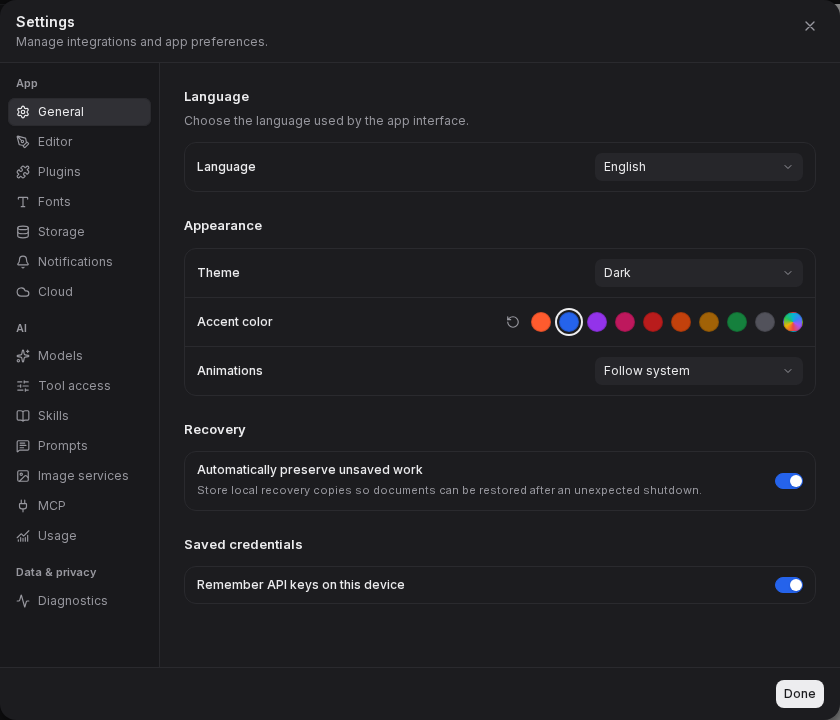 Settings
Manage integrations and app preferences.
App
General
Editor
Plugins
Fonts
Storage
Notifications
Cloud
AI
Models
Tool access
Skills
Prompts
Image services
MCP
Usage
Data & privacy
Diagnostics
Language
Choose the language used by the app interface.
Language
English
Appearance
Theme
Dark
Accent color
Animations
Follow system
Recovery
Automatically preserve unsaved work
Store local recovery copies so documents can be restored after an unexpected shutdown.
Saved credentials
Remember API keys on this device
Done